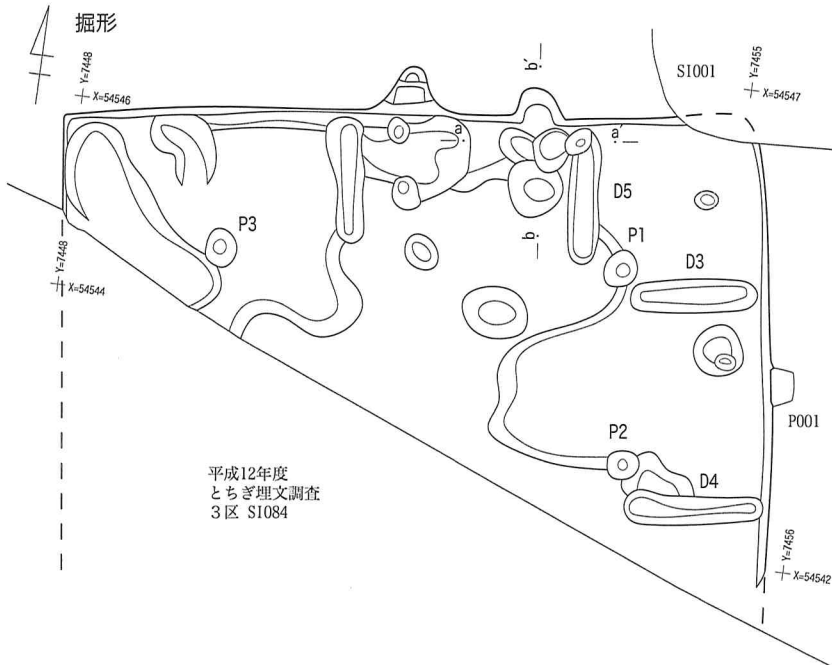 掘形
Y=7448
X=54546
b′
SI001
Y=7455
X=54547
a
a′
D5
P3
P1
b
D3
Y=7448
X=54544
P001
P2
D4
平成12年度
とちぎ埋文調査
3区 SI084
Y=7456
X=54542